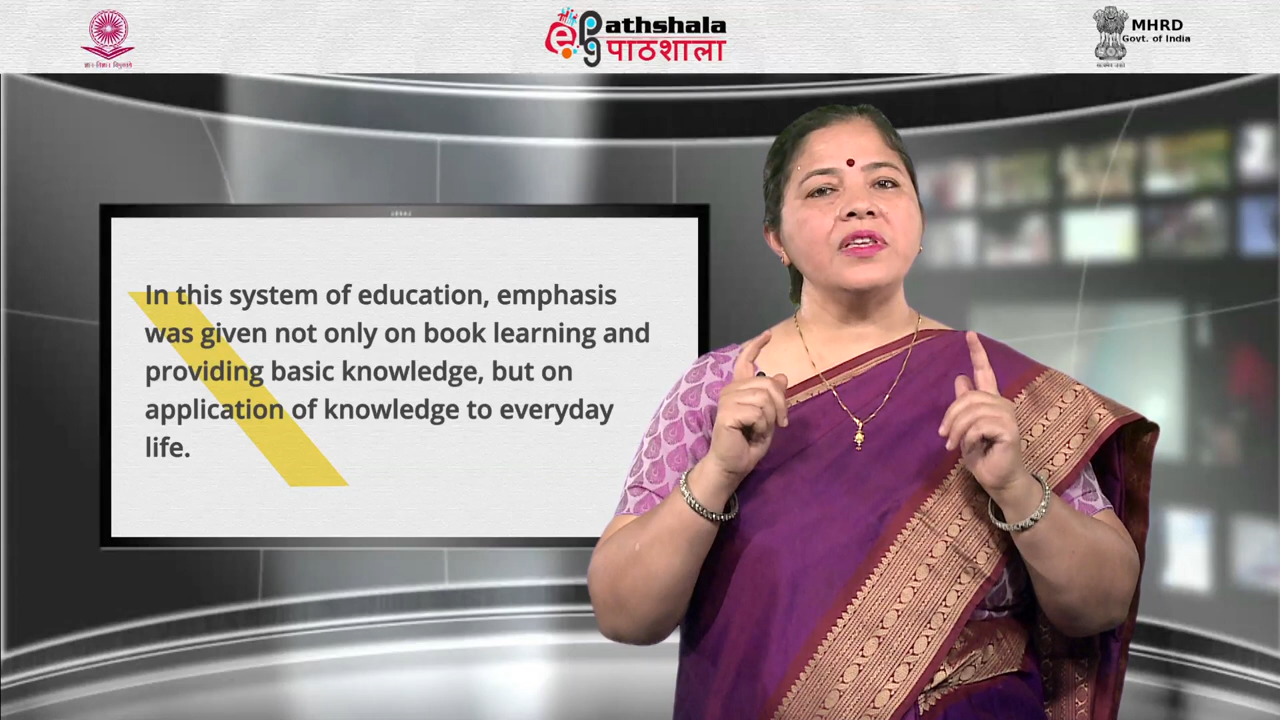 athshala
पाठशाला
MHRD
Govt. of India
In this system of education, emphasis
was given not only on book learning and
providing basic knowledge, but on
application of knowledge to everyday
life.